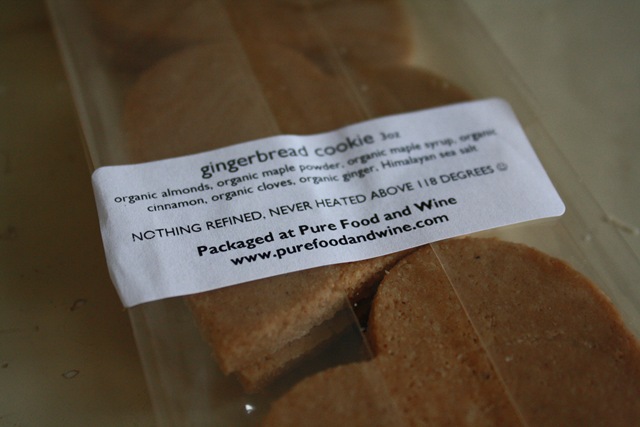 gingerbread cookie 3oz
organic almonds, organic maple powder, organic maple syrup, organic
cinnamon, organic cloves, organic ginger, Himalayan sea salt
NOTHING REFINED, NEVER HEATED ABOVE 118 DEGREES ☺
Packaged at Pure Food and Wine
www.purefoodandwine.com